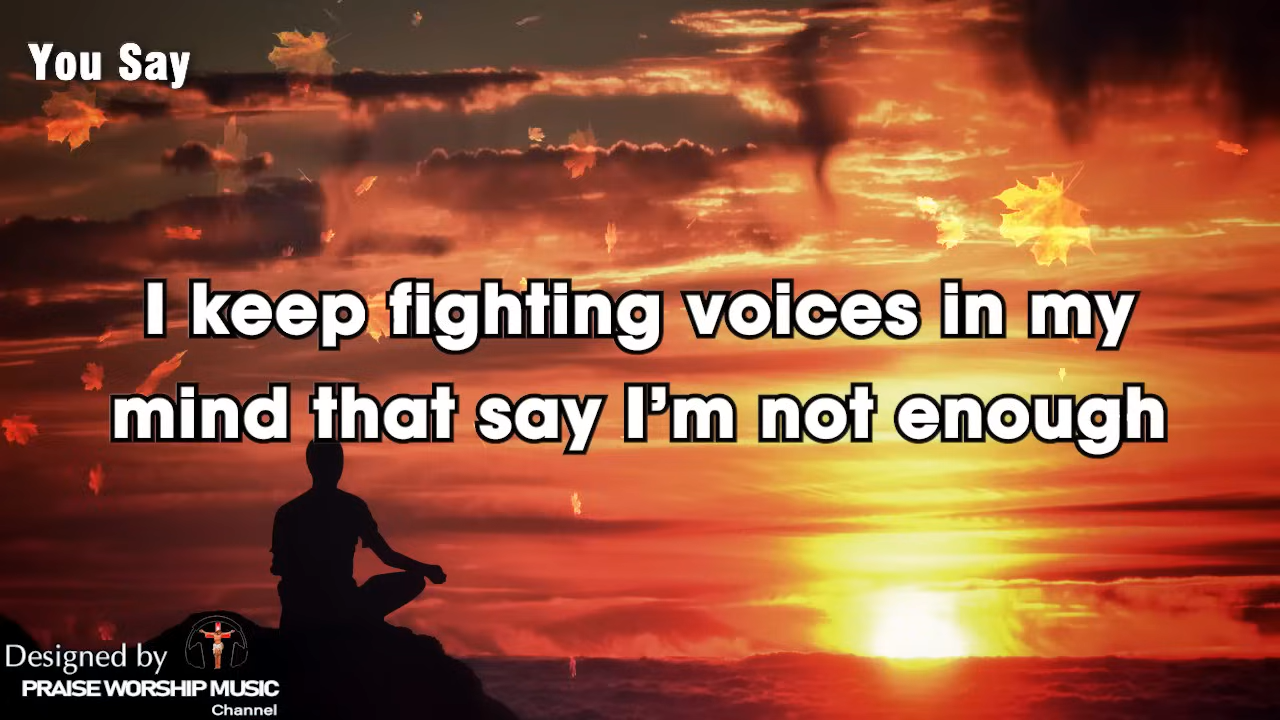 You Say
I keep fighting voices in my
mind that say I'm not enough
Designed by
PRAISE WORSHIP MUSIC
Channel